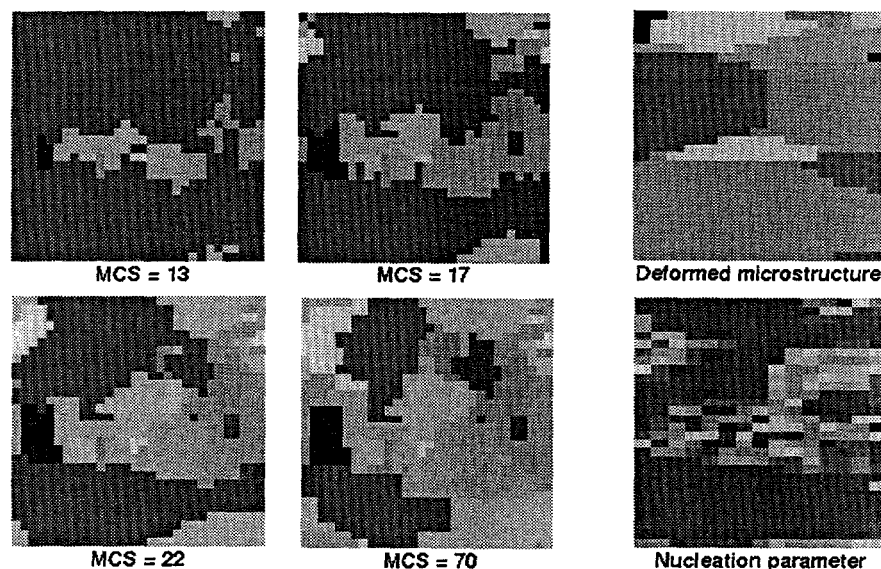 MCS = 13
MCS = 17
Deformed microstructure
MCS = 22
MCS = 70
Nucleation parameter